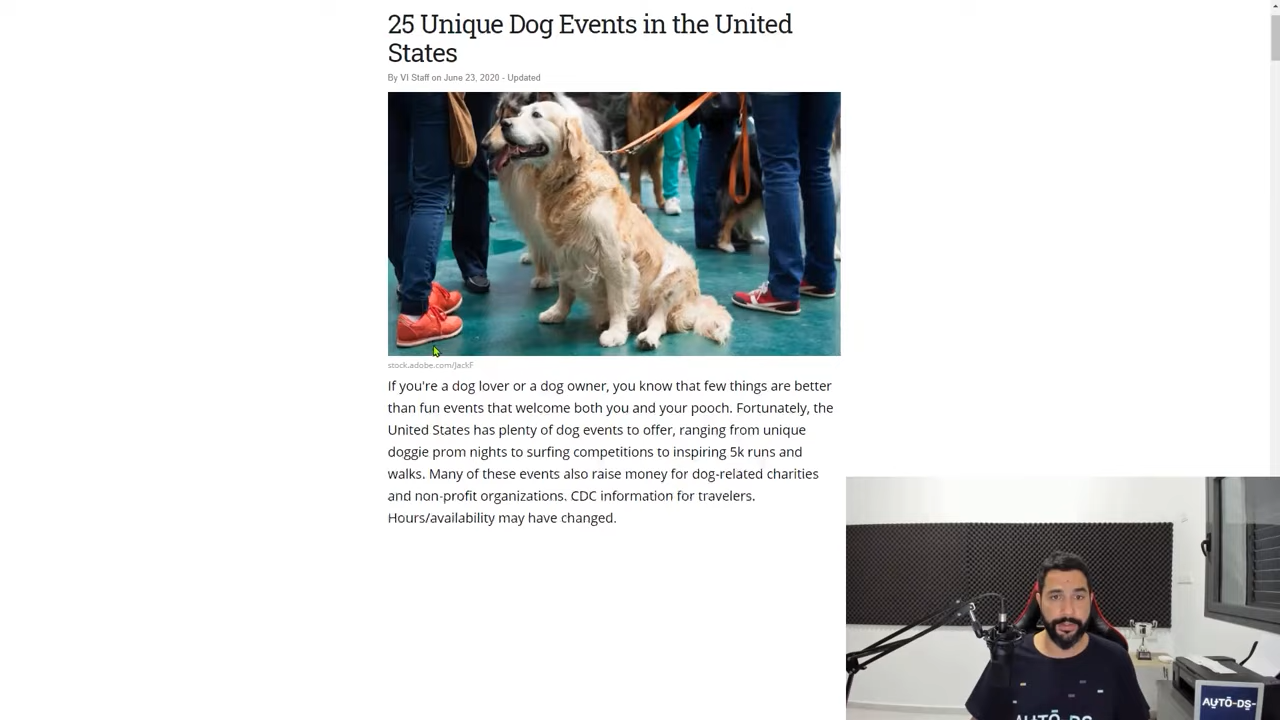 25 Unique Dog Events in the United
States
By VI Staff on June 23, 2020 - Updated
stock.adobe.com/JackF
If you're a dog lover or a dog owner, you know that few things are better
than fun events that welcome both you and your pooch. Fortunately, the
United States has plenty of dog events to offer, ranging from unique
doggie prom nights to surfing competitions to inspiring 5k runs and
walks. Many of these events also raise money for dog-related charities
and non-profit organizations. CDC information for travelers.
Hours/availability may have changed.
AUTO-DS-
AUTO-DS-